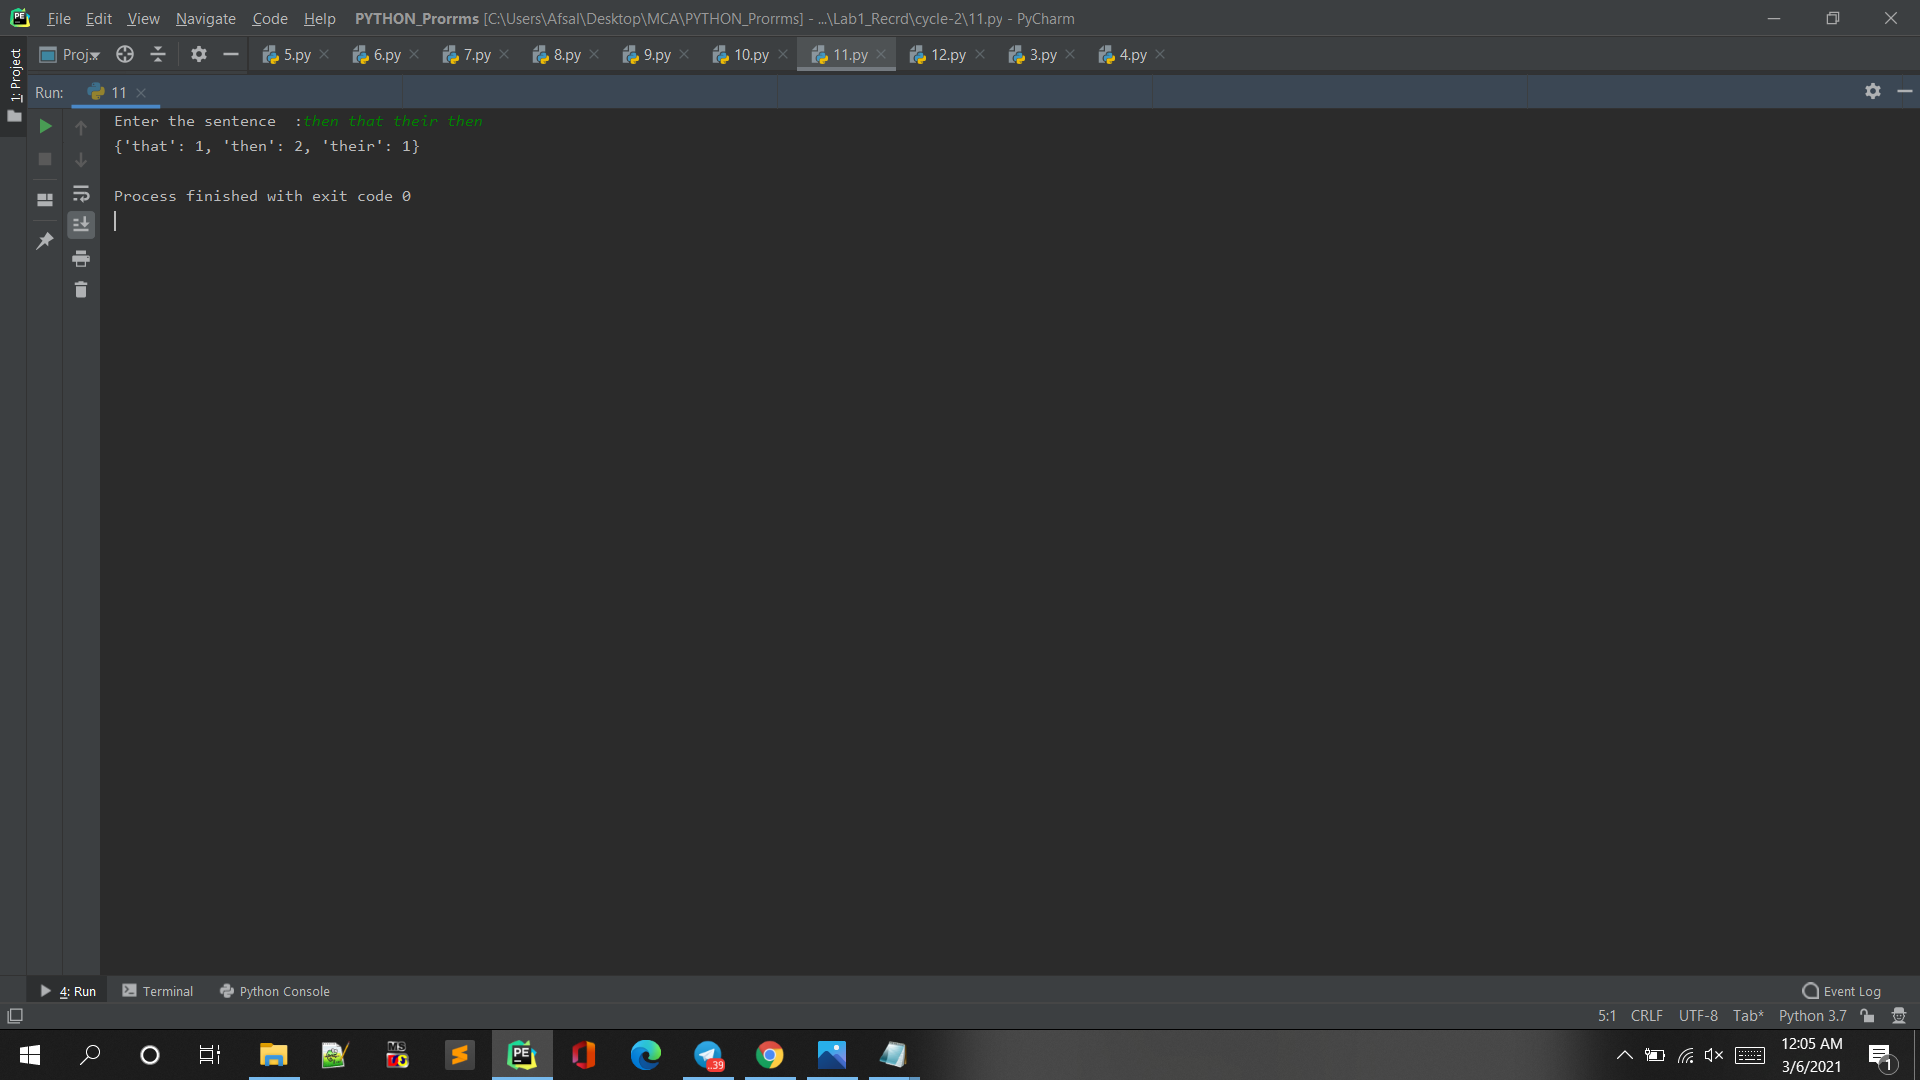 File Edit View Navigate Code Help PYTHON_Prorrms [C:\Users\Afsal\Desktop\MCA\PYTHON_Prorrms] - ...\Lab1_Recrd\cycle-2\11.py - PyCharm
1: Project
Proj
5.py 6.py 7.py 8.py 9.py 10.py 11.py 12.py 3.py 4.py
Run: 11
Enter the sentence  :then that their then
{'that': 1, 'then': 2, 'their': 1}
Process finished with exit code 0
4: Run Terminal Python Console Event Log
5:1 CRLF UTF-8 Tab* Python 3.7
PE
MS
LO
PE
..39
12:05 AM
3/6/2021
1